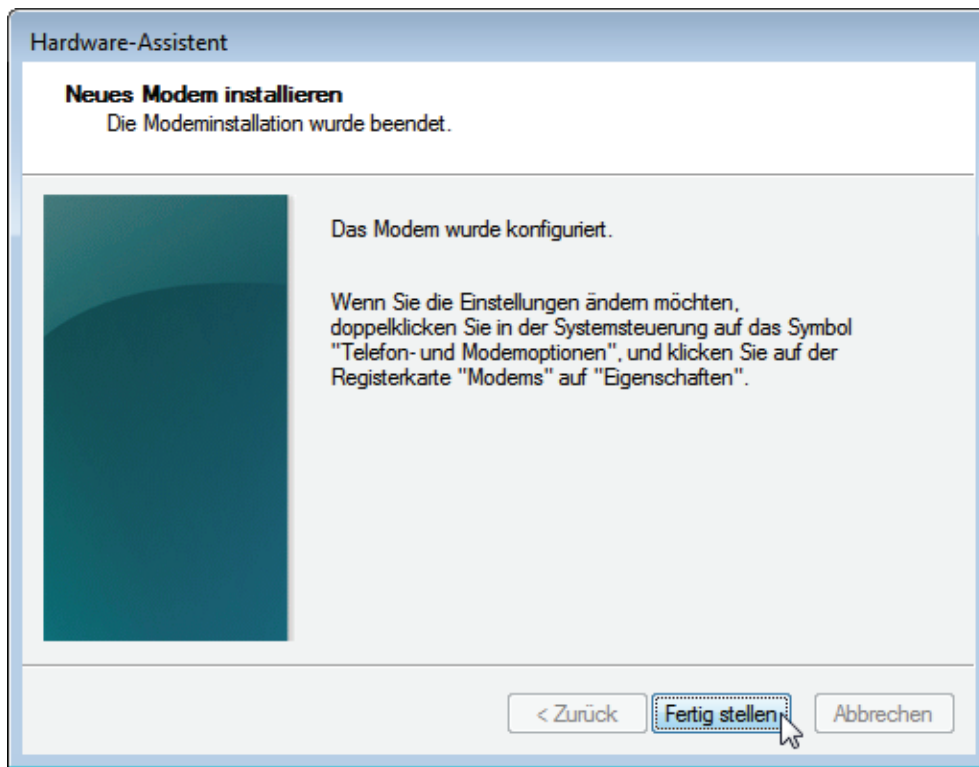 Hardware-Assistent
Neues Modem installieren
Die Modeminstallation wurde beendet.
Das Modem wurde konfiguriert.
Wenn Sie die Einstellungen ändern möchten,
doppelklicken Sie in der Systemsteuerung auf das Symbol
"Telefon- und Modemoptionen", und klicken Sie auf der
Registerkarte "Modems" auf "Eigenschaften".
< Zurück Fertig stellen Abbrechen